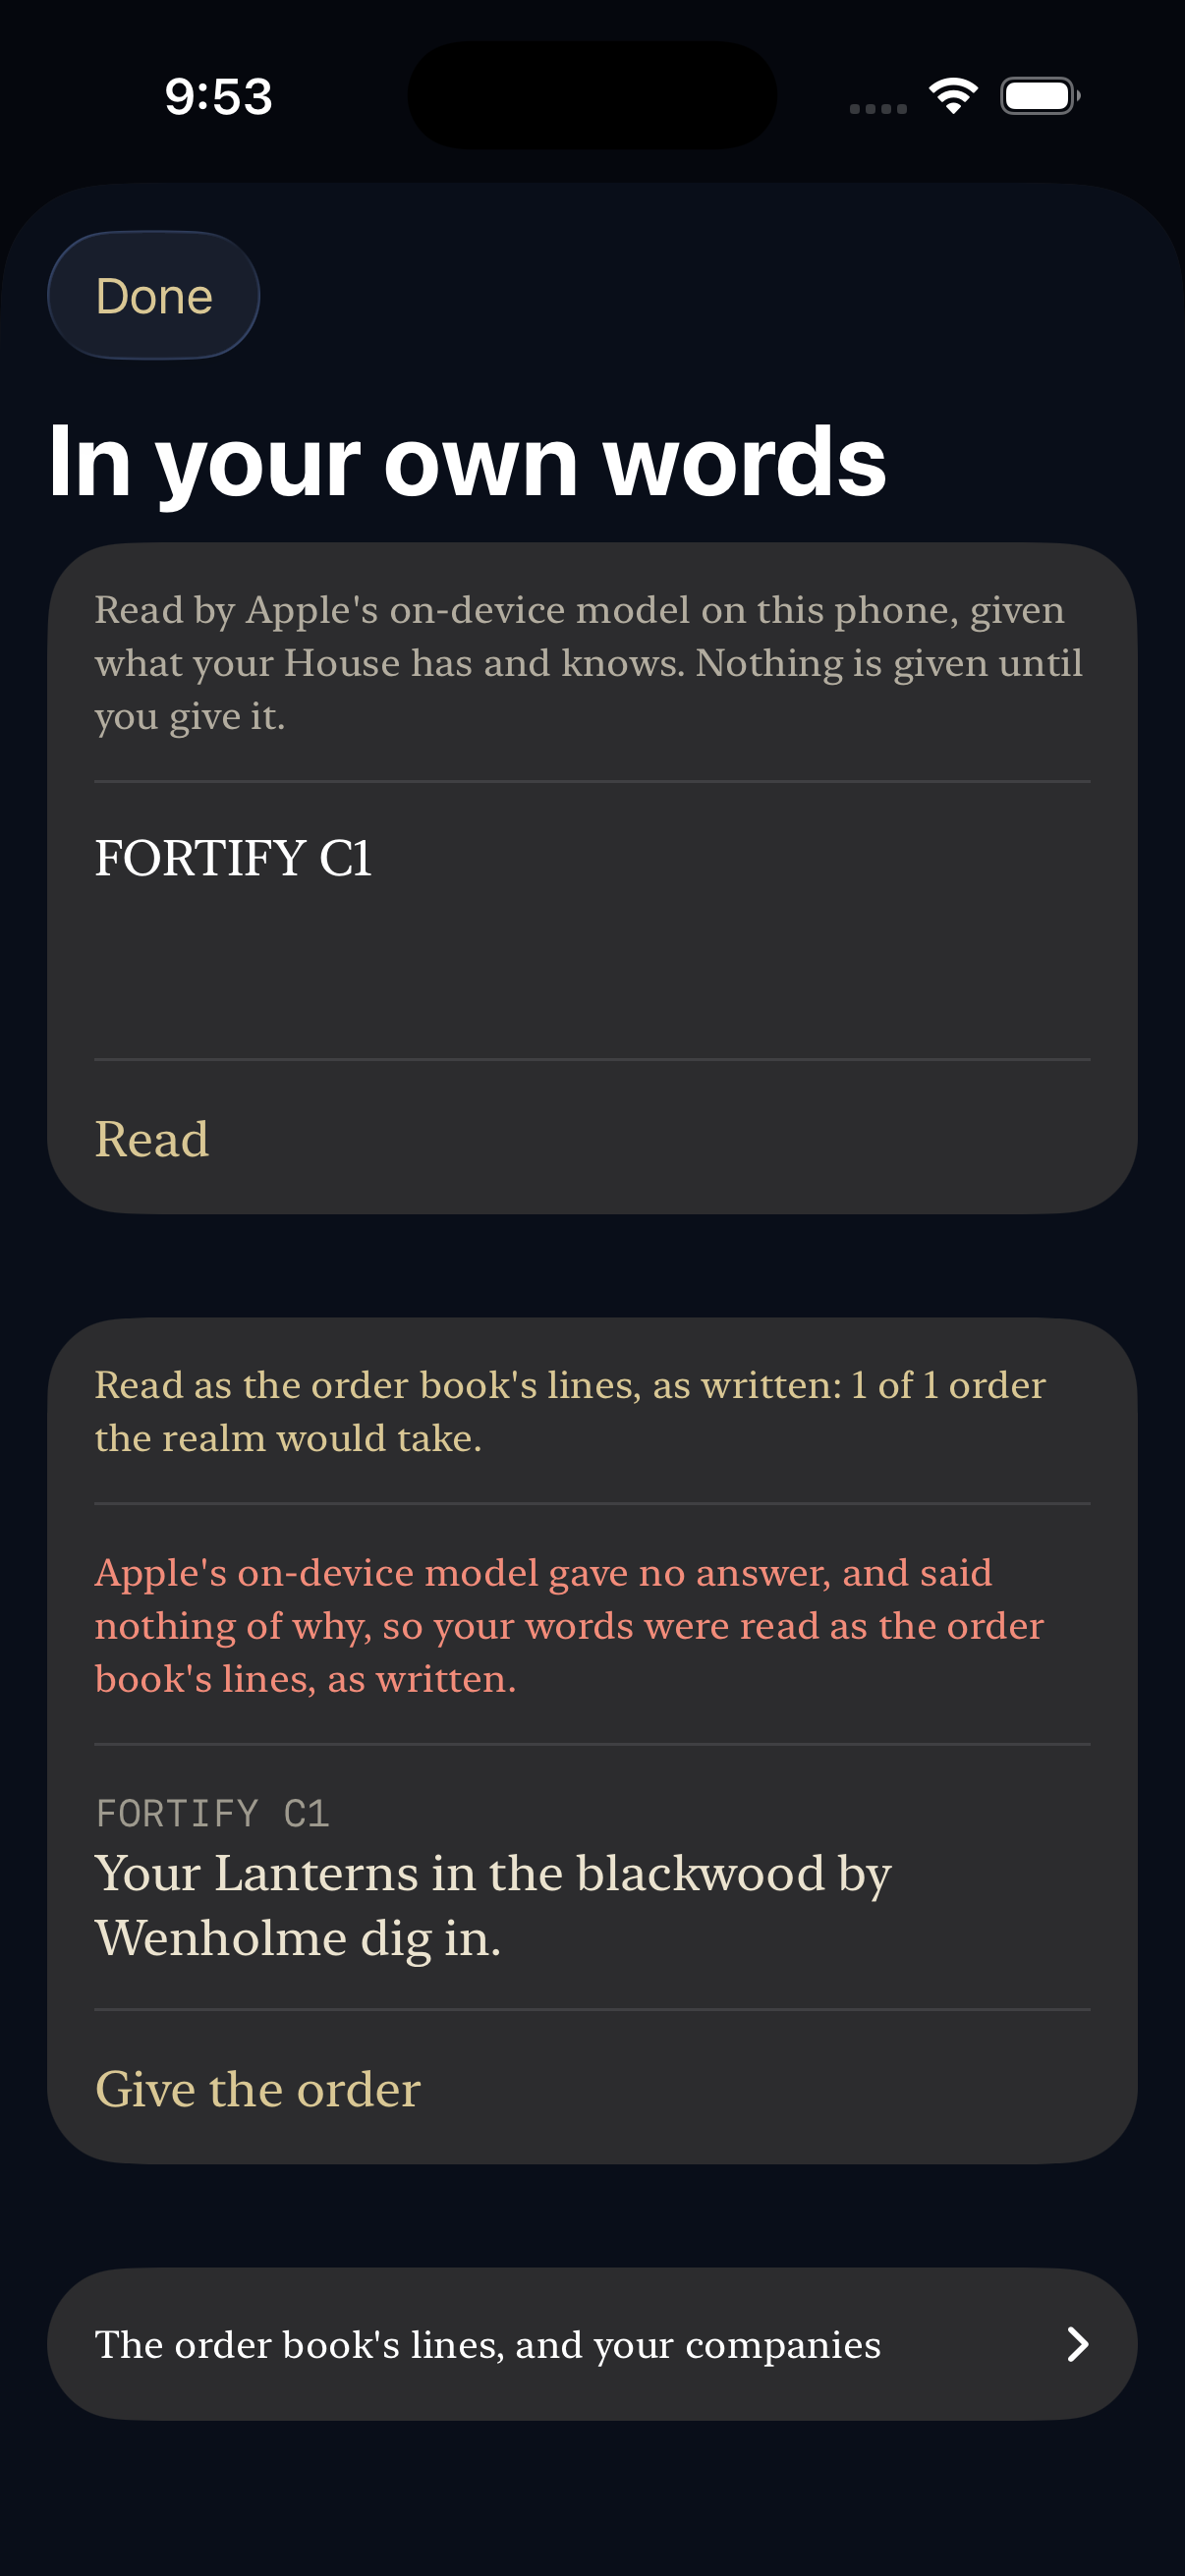 9:53
Done
In your own words
Read by Apple's on-device model on this phone, given
what your House has and knows. Nothing is given until
you give it.
FORTIFY C1
Read
Read as the order book's lines, as written: 1 of 1 order
the realm would take.
Apple's on-device model gave no answer, and said
nothing of why, so your words were read as the order
book's lines, as written.
FORTIFY C1
Your Lanterns in the blackwood by
Wenholme dig in.
Give the order
The order book's lines, and your companies